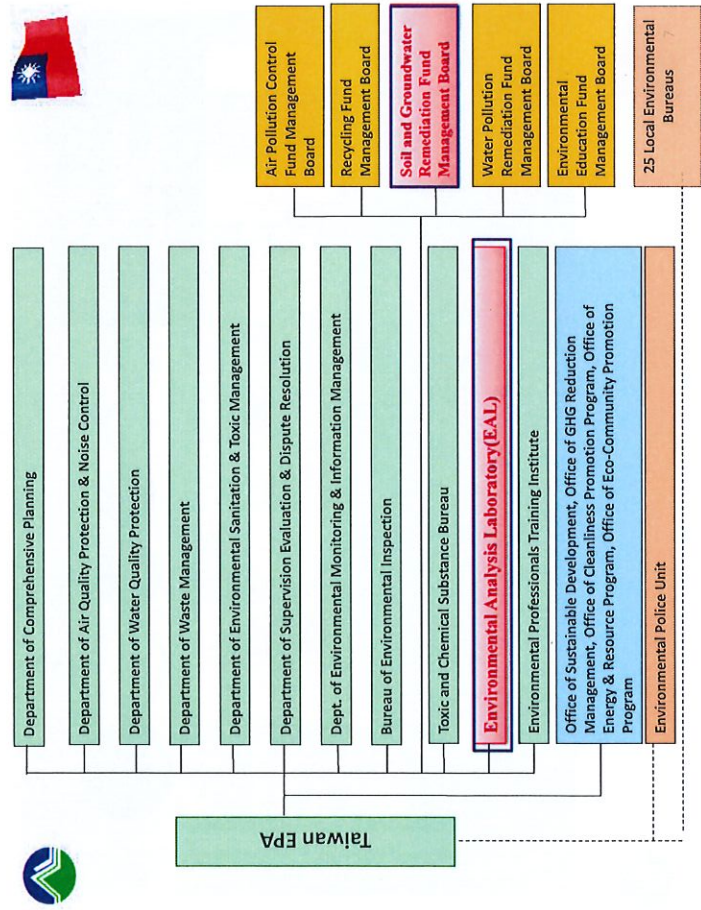 Taiwan EPA
Department of Comprehensive Planning
Department of Air Quality Protection & Noise Control
Department of Water Quality Protection
Department of Waste Management
Department of Environmental Sanitation & Toxic Management
Department of Supervision Evaluation & Dispute Resolution
Dept. of Environmental Monitoring & Information Management
Bureau of Environmental Inspection
Toxic and Chemical Substance Bureau
Environmental Analysis Laboratory(EAL)
Environmental Professionals Training Institute
Office of Sustainable Development, Office of GHG Reduction
Management, Office of Cleanliness Promotion Program, Office of
Energy & Resource Program, Office of Eco-Community Promotion
Program
Environmental Police Unit
Air Pollution Control
Fund Management
Board
Recycling Fund
Management Board
Soil and Groundwater
Remediation Fund
Management Board
Water Pollution
Remediation Fund
Management Board
Environmental
Education Fund
Management Board
25 Local Environmental
Bureaus
7